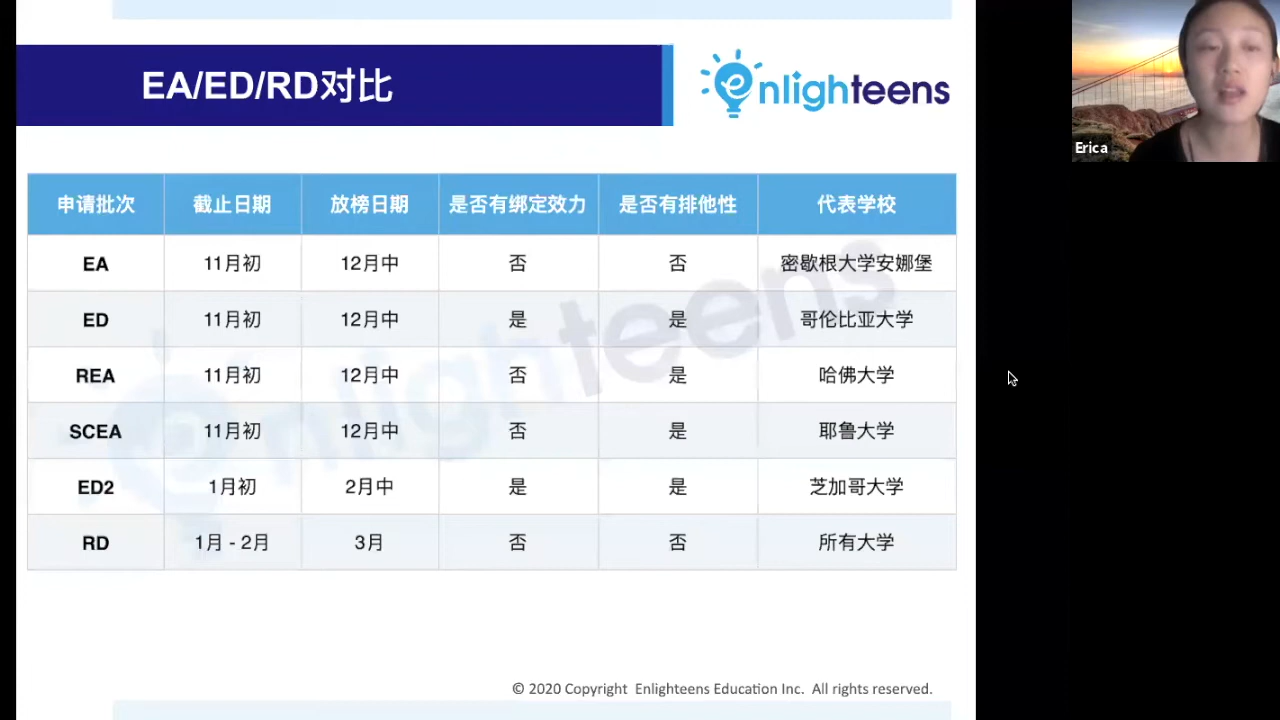 EA/ED/RD对比
enlighteens
Erica
申请批次 截止日期 放榜日期 是否有绑定效力 是否有排他性 代表学校
EA 11月初 12月中 否 否 密歇根大学安娜堡
ED 11月初 12月中 是 是 哥伦比亚大学
REA 11月初 12月中 否 是 哈佛大学
SCEA 11月初 12月中 否 是 耶鲁大学
ED2 1月初 2月中 是 是 芝加哥大学
RD 1月 - 2月 3月 否 否 所有大学
enlighteens
© 2020 Copyright Enlighteens Education Inc. All rights reserved.